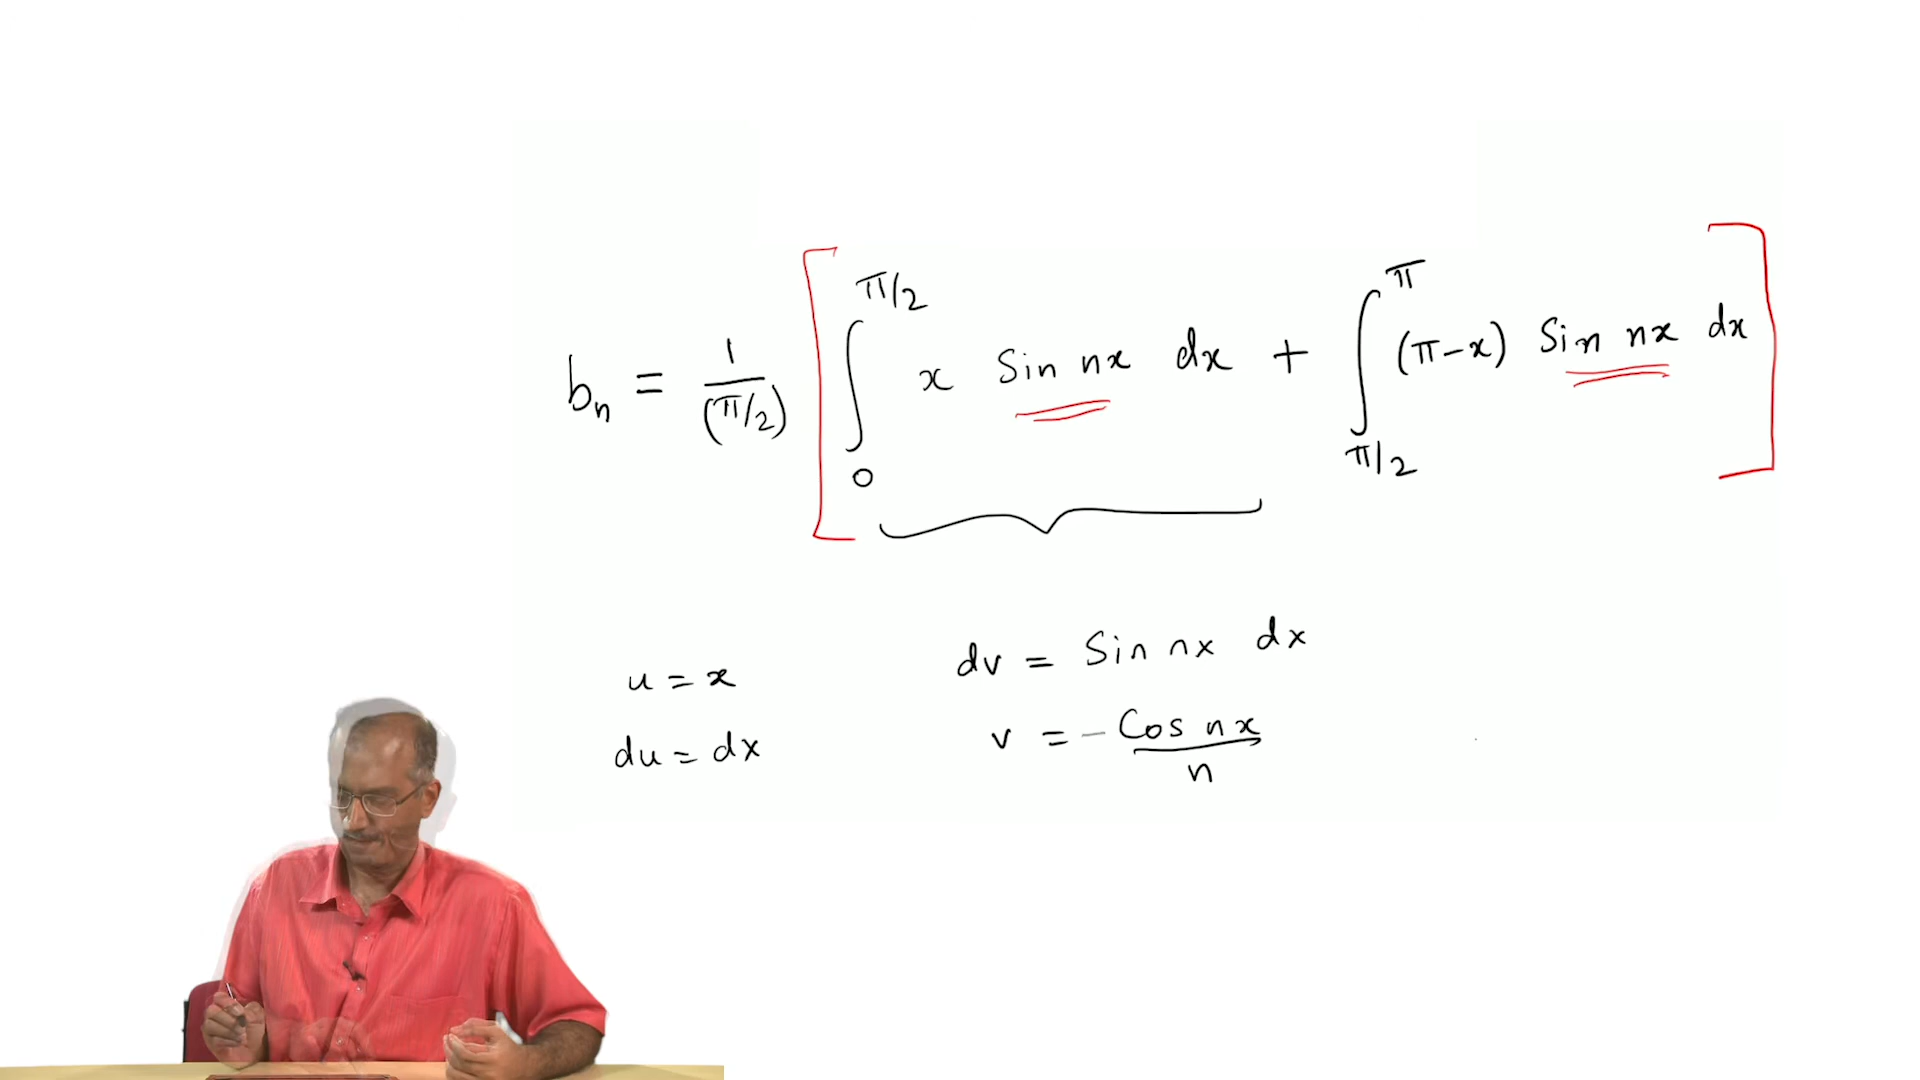 bₙ = 1/(π/2) [ ∫₀^{π/2} x Sin nx dx + ∫_{π/2}^{π} (π-x) Sin nx dx ]
u = x dv = Sin nx dx
du = dx v = - Cos nx / n